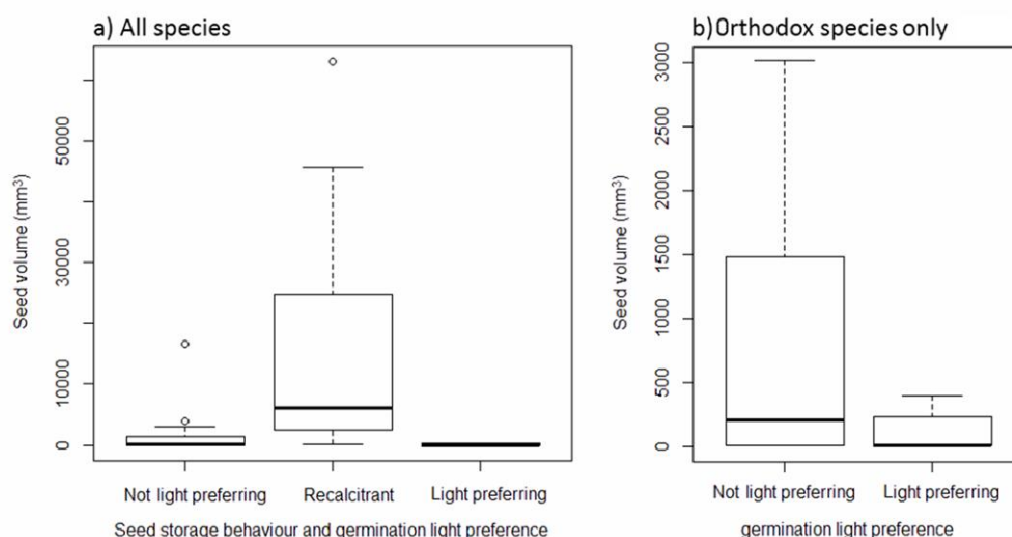 a) All species
Seed volume (mm³)
50000
30000
10000
0
Not light preferring
Recalcitrant
Light preferring
Seed storage behaviour and germination light preference
b)Orthodox species only
Seed volume (mm³)
3000
2500
2000
1500
1000
500
0
Not light preferring
Light preferring
germination light preference